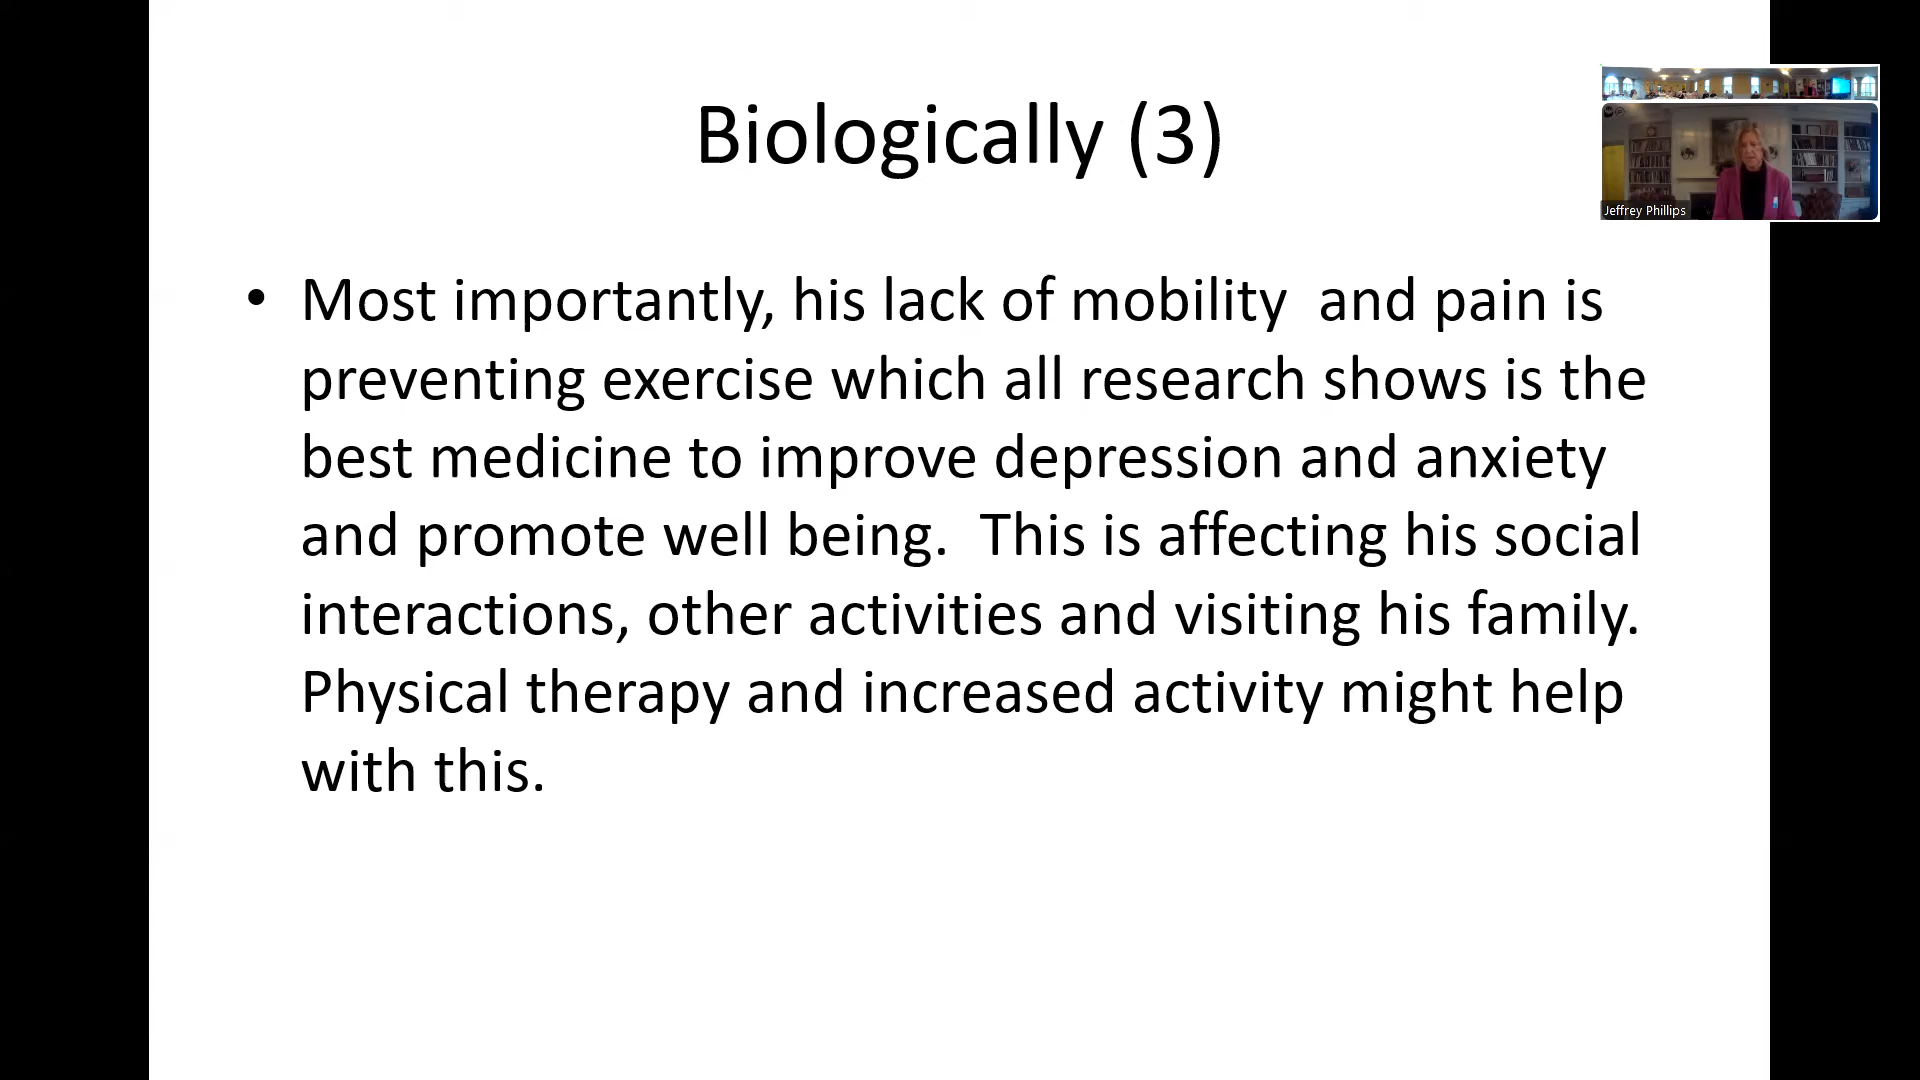 Biologically (3)
Jeffrey Phillips
• Most importantly, his lack of mobility  and pain is
preventing exercise which all research shows is the
best medicine to improve depression and anxiety
and promote well being.  This is affecting his social
interactions, other activities and visiting his family.
Physical therapy and increased activity might help
with this.